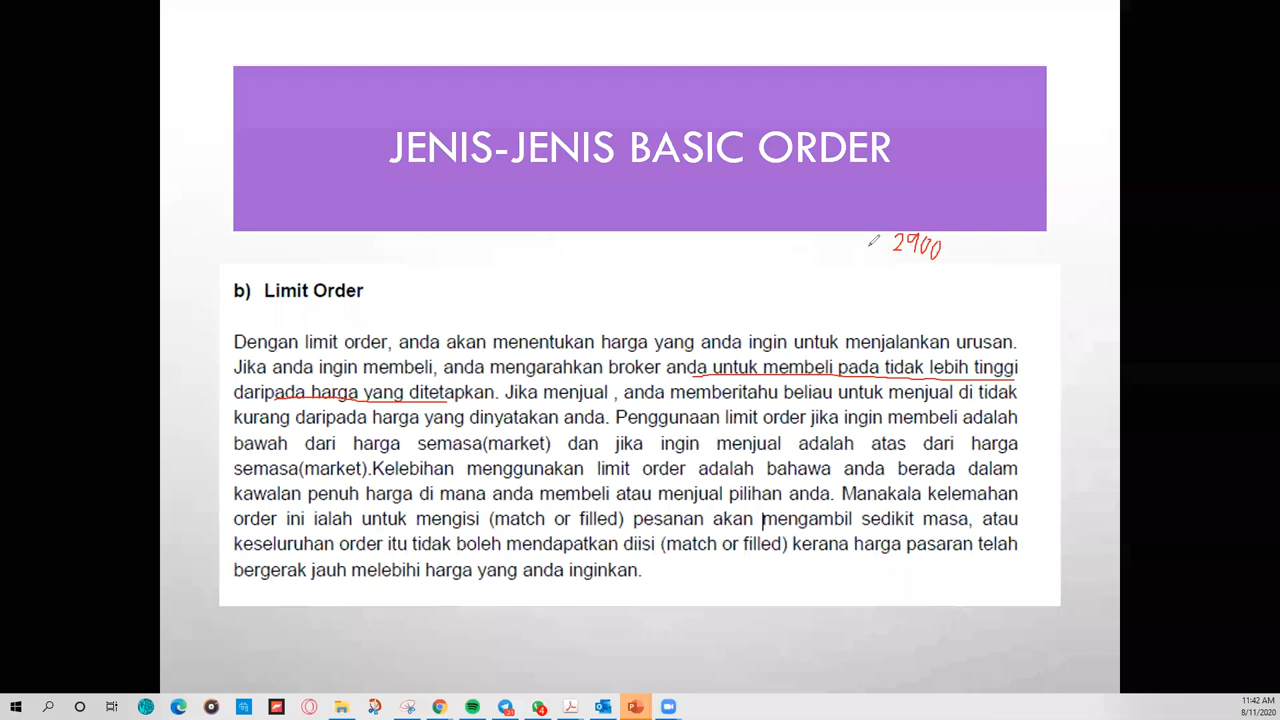 JENIS-JENIS BASIC ORDER
2900
b) Limit Order
Dengan limit order, anda akan menentukan harga yang anda ingin untuk menjalankan urusan.
Jika anda ingin membeli, anda mengarahkan broker anda untuk membeli pada tidak lebih tinggi
daripada harga yang ditetapkan. Jika menjual , anda memberitahu beliau untuk menjual di tidak
kurang daripada harga yang dinyatakan anda. Penggunaan limit order jika ingin membeli adalah
bawah dari harga semasa(market) dan jika ingin menjual adalah atas dari harga
semasa(market).Kelebihan menggunakan limit order adalah bahawa anda berada dalam
kawalan penuh harga di mana anda membeli atau menjual pilihan anda. Manakala kelemahan
order ini ialah untuk mengisi (match or filled) pesanan akan mengambil sedikit masa, atau
keseluruhan order itu tidak boleh mendapatkan diisi (match or filled) kerana harga pasaran telah
bergerak jauh melebihi harga yang anda inginkan.
11:42 AM
8/11/2020